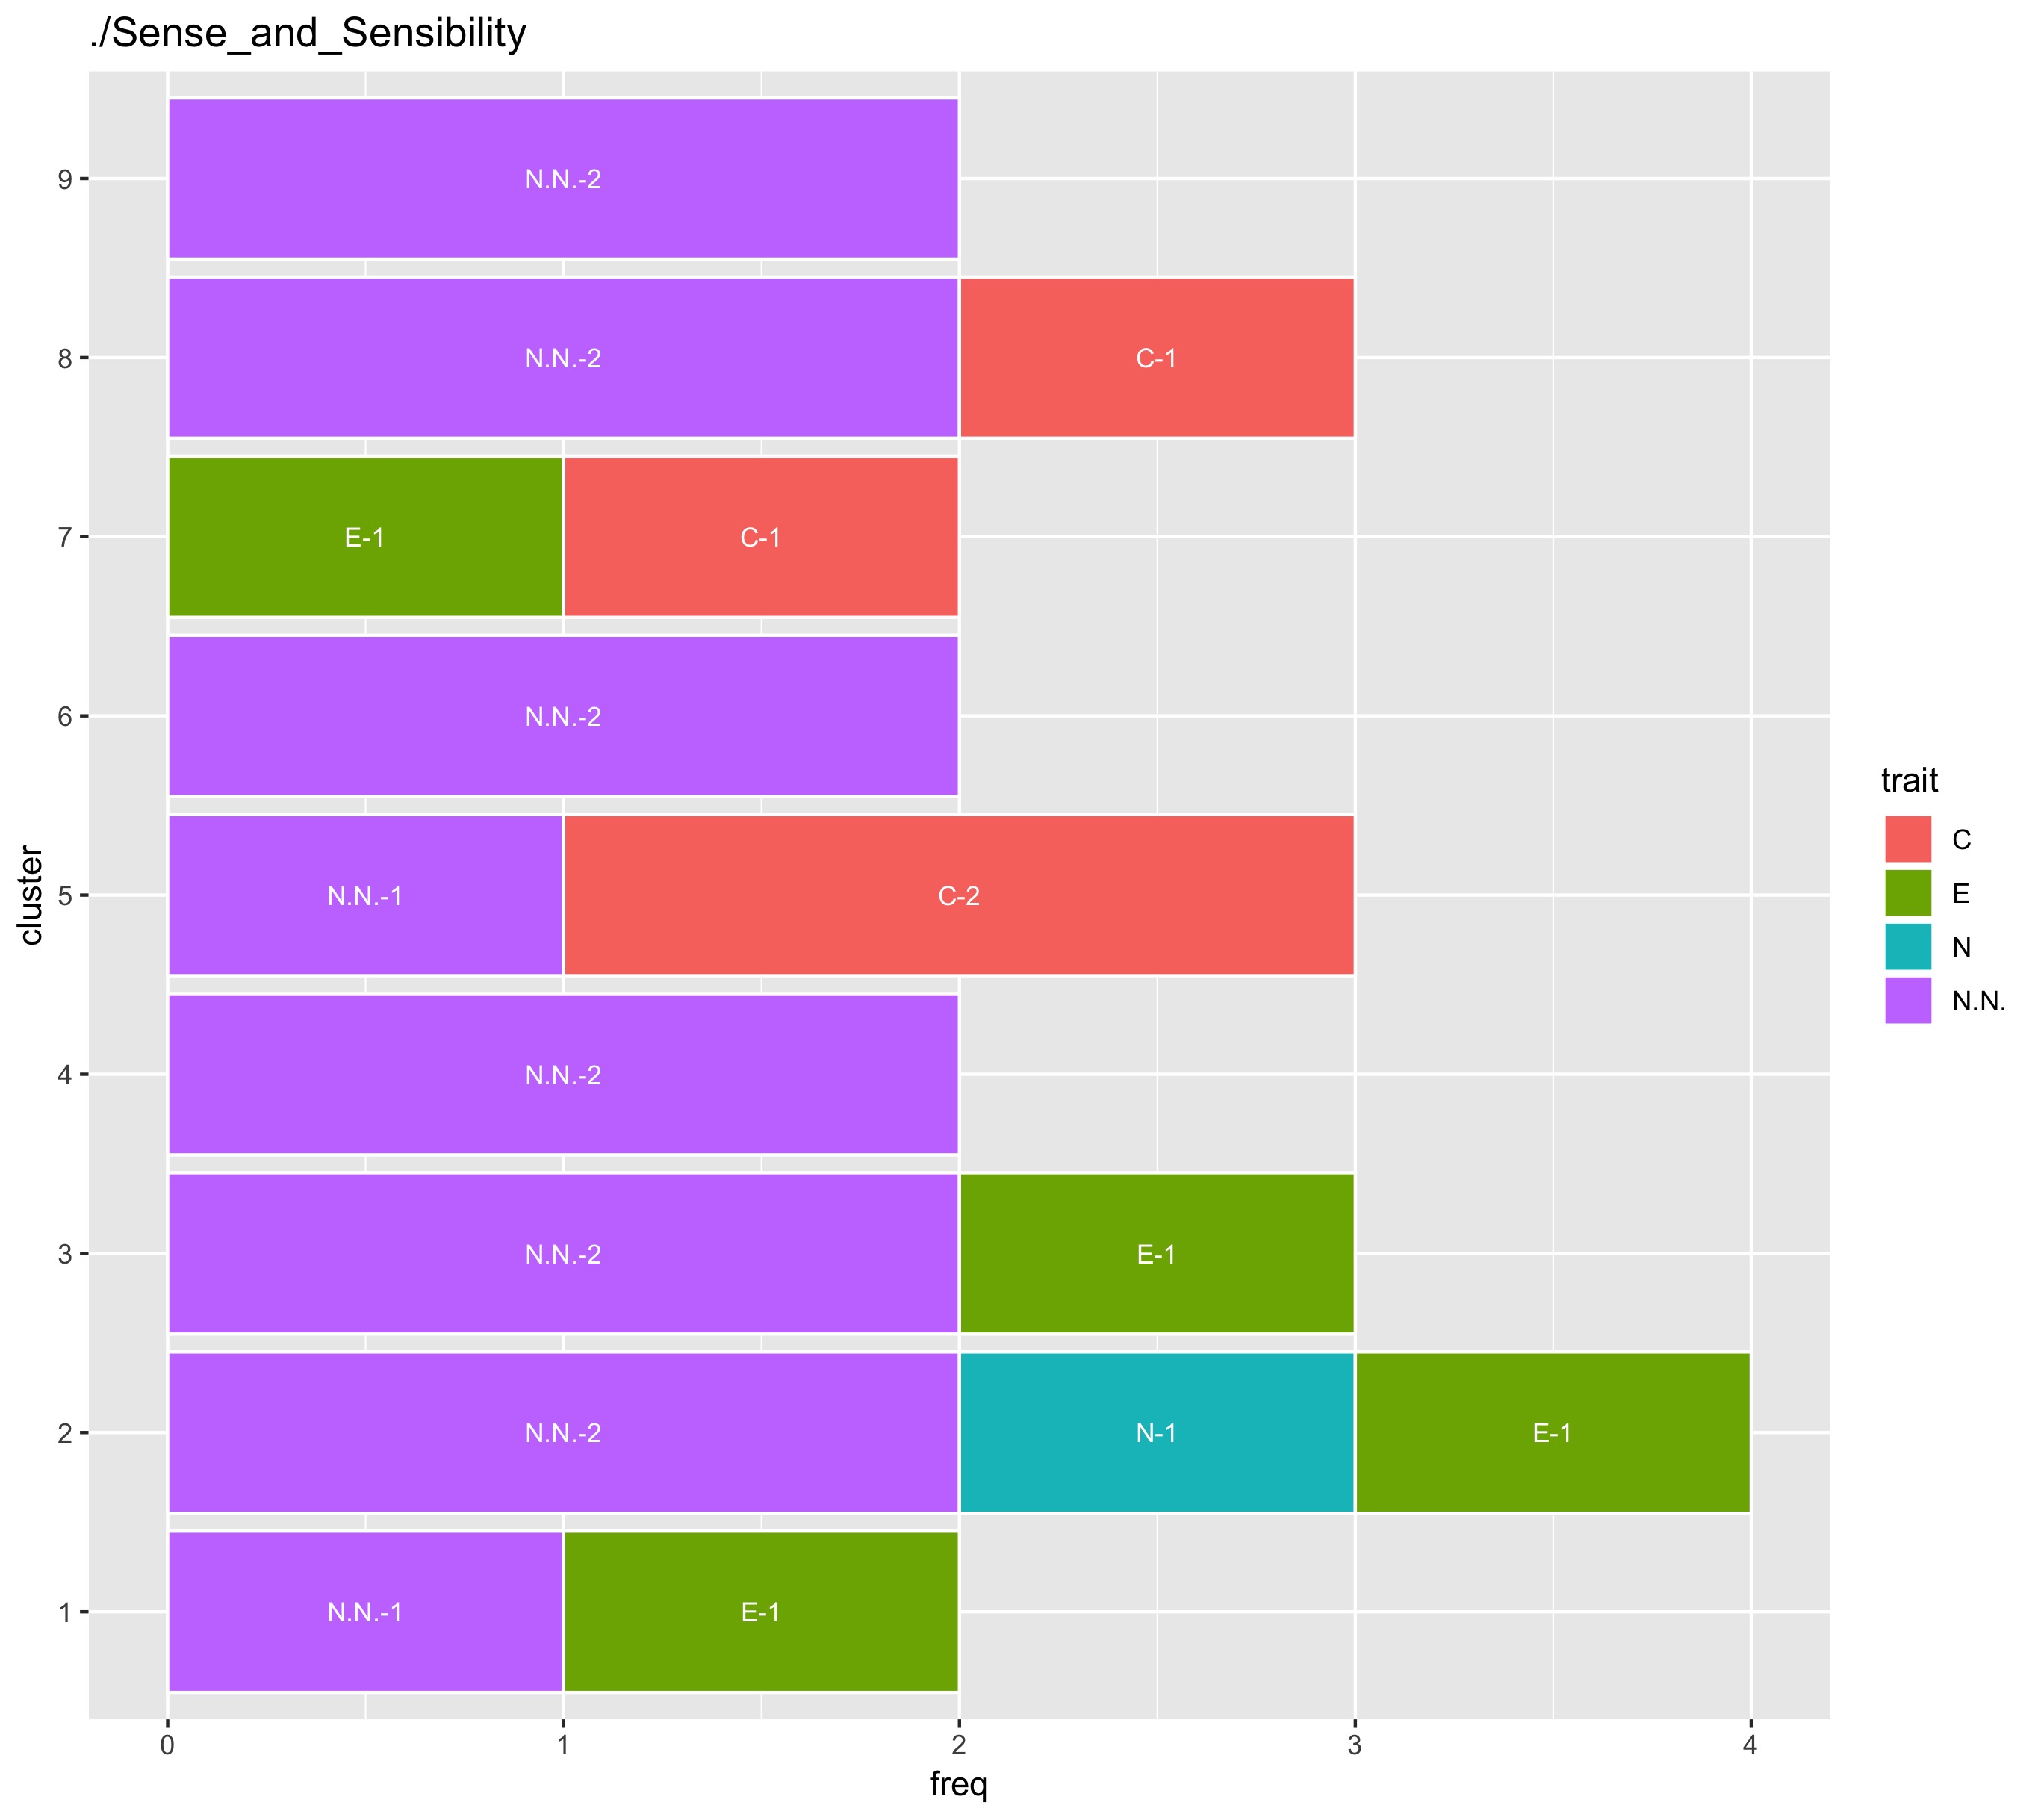 ./Sense_and_Sensibility
cluster
9
N.N.-2
8
N.N.-2
C-1
7
E-1
C-1
6
N.N.-2
5
N.N.-1
C-2
4
N.N.-2
3
N.N.-2
E-1
2
N.N.-2
N-1
E-1
1
N.N.-1
E-1
0
1
2
3
4
freq
trait
C
E
N
N.N.